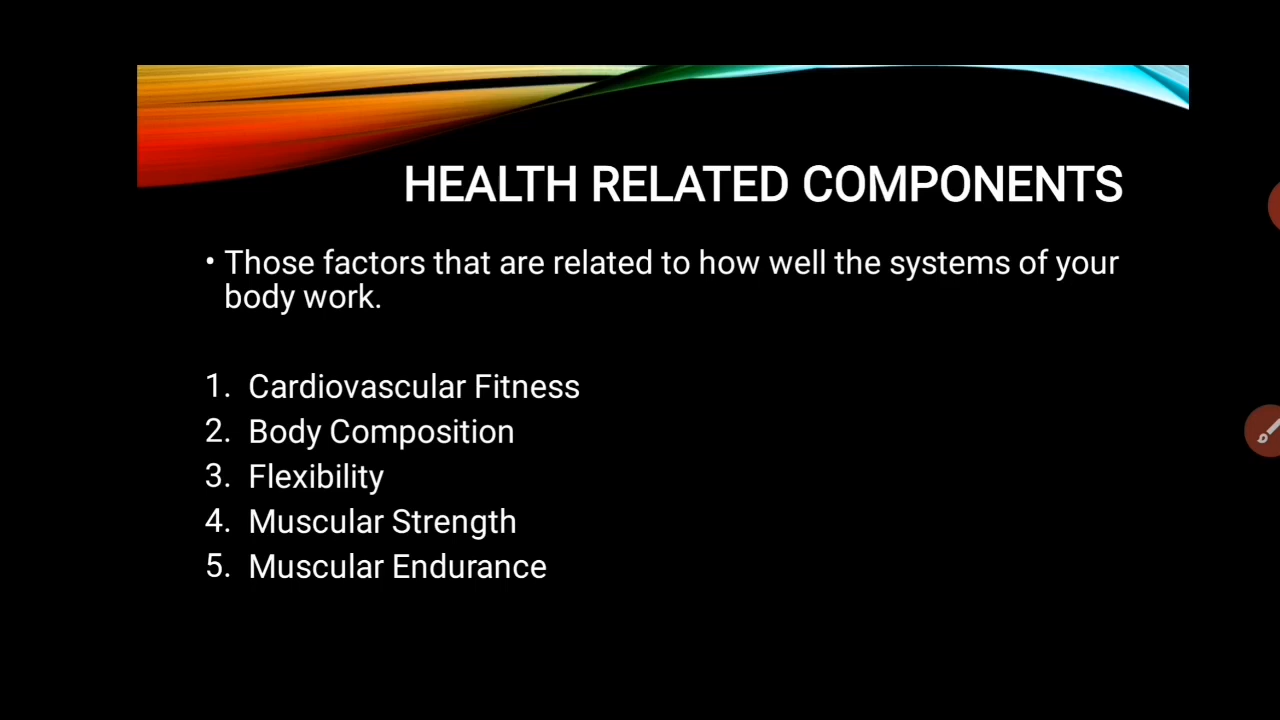 HEALTH RELATED COMPONENTS
• Those factors that are related to how well the systems of your
body work.
1. Cardiovascular Fitness
2. Body Composition
3. Flexibility
4. Muscular Strength
5. Muscular Endurance